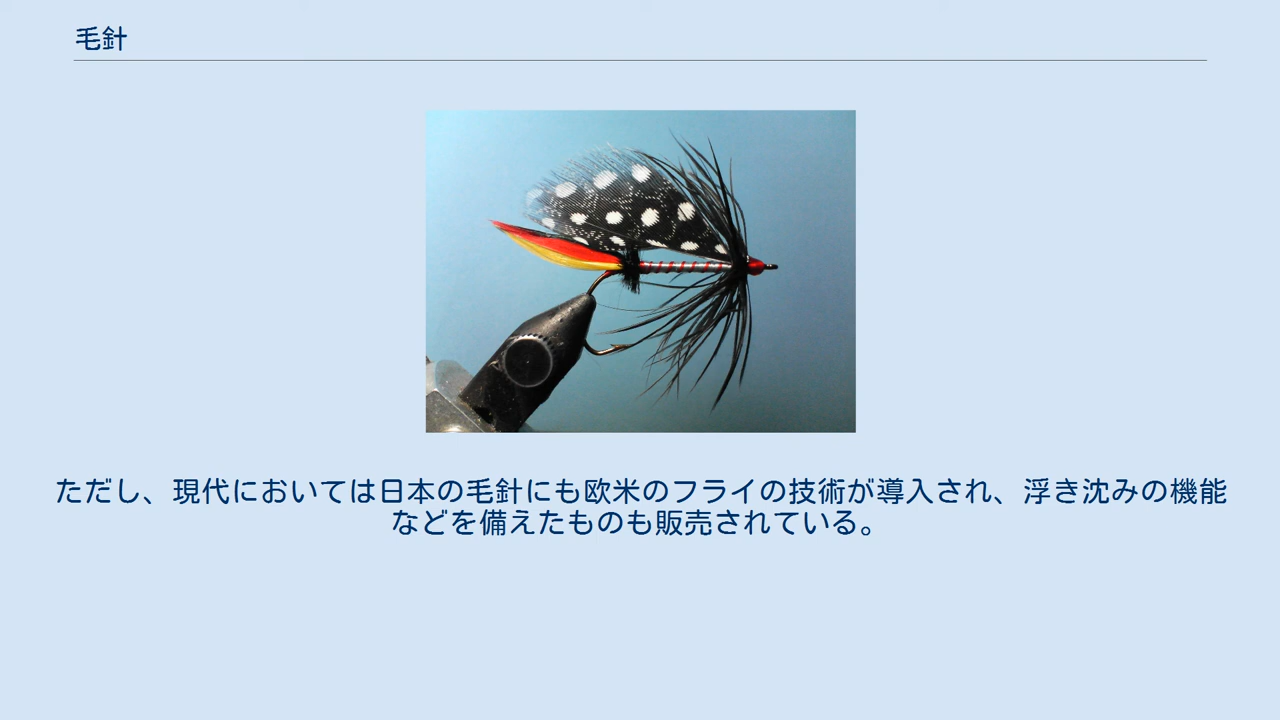 毛針
ただし、現代においては日本の毛針にも欧米のフライの技術が導入され、浮き沈みの機能
などを備えたものも販売されている。